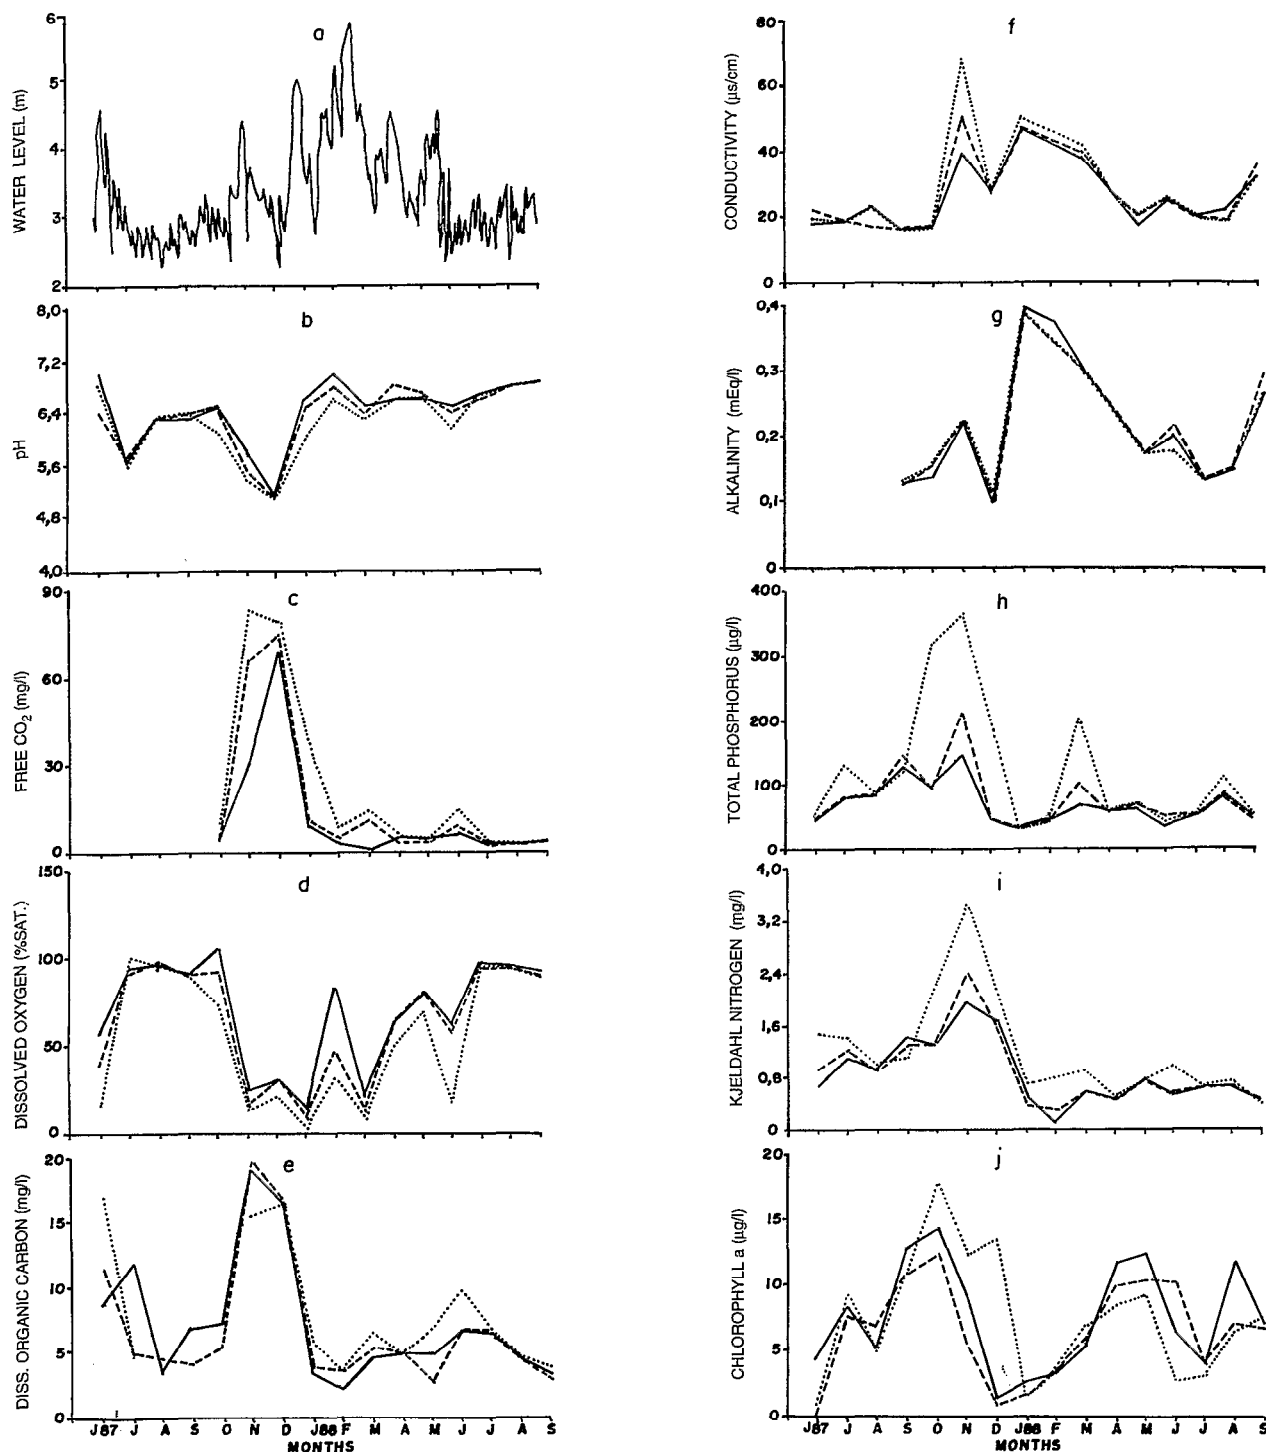 a
6
5
4
3
2
WATER LEVEL (m)
b
8,0
7,2
6,4
5,6
4,8
4,0
pH
c
90
60
30
0
FREE CO₂ (mg/l)
d
150
100
50
0
DISSOLVED OXYGEN (%SAT.)
e
20
15
10
5
0
DISS. ORGANIC CARBON (mg/l)
J87 J A S O N D J88 F M A M J J A S
MONTHS
f
80
60
40
20
0
CONDUCTIVITY (µs/cm)
g
0,4
0,3
0,2
0,1
0
ALKALINITY (mEq/l)
h
400
300
200
100
0
TOTAL PHOSPHORUS (µg/l)
i
4,0
3,2
2,4
1,6
0,8
0
KJELDAHL NITROGEN (mg/l)
j
20
15
10
5
0
CHLOROPHYLL a (µg/l)
J87 J A S O N D J88 F M A M J J A S
MONTHS